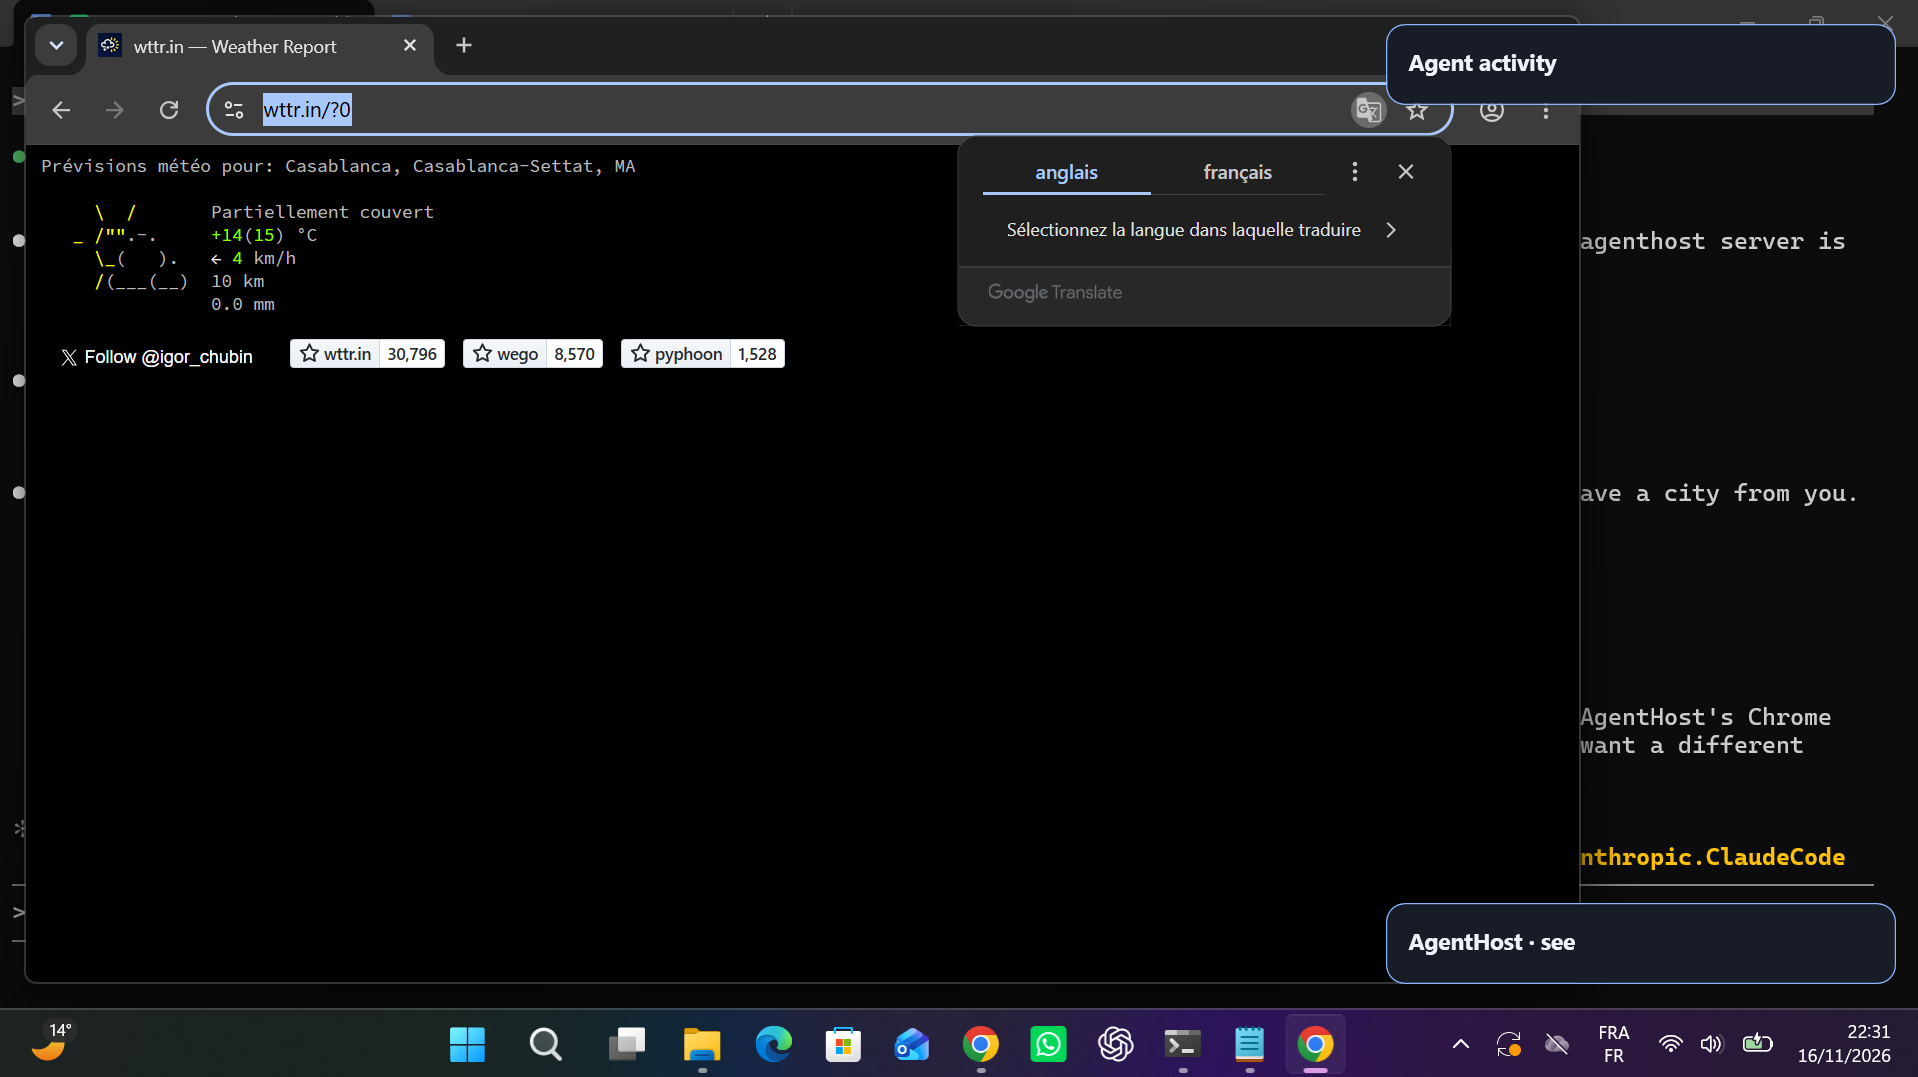 wttr.in — Weather Report
Agent activity
wttr.in/?0
Prévisions météo pour: Casablanca, Casablanca-Settat, MA
anglais
français
Sélectionnez la langue dans laquelle traduire
Google Translate
Partiellement couvert
+14(15) °C
← 4 km/h
10 km
0.0 mm
Follow @igor_chubin
wttr.in 30,796
wego 8,570
pyphoon 1,528
agenthost server is
ave a city from you.
AgentHost's Chrome
want a different
nthropic.ClaudeCode
AgentHost · see
14°
FRA
FR
22:31
16/11/2026